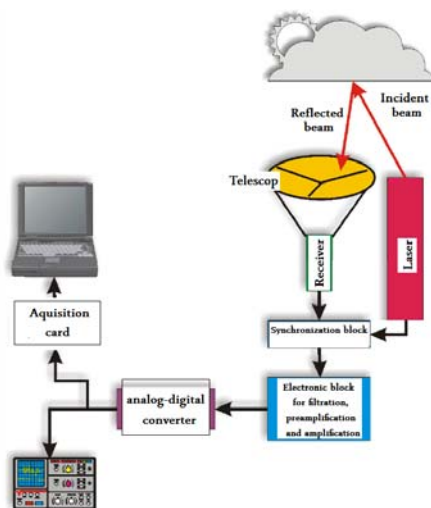 Incident
beam
Reflected
beam
Telescop
Laser
Receiver
Aquisition
card
Synchronization block
Electronic block
for filtration,
preamplification
and amplification
analog-digital
converter